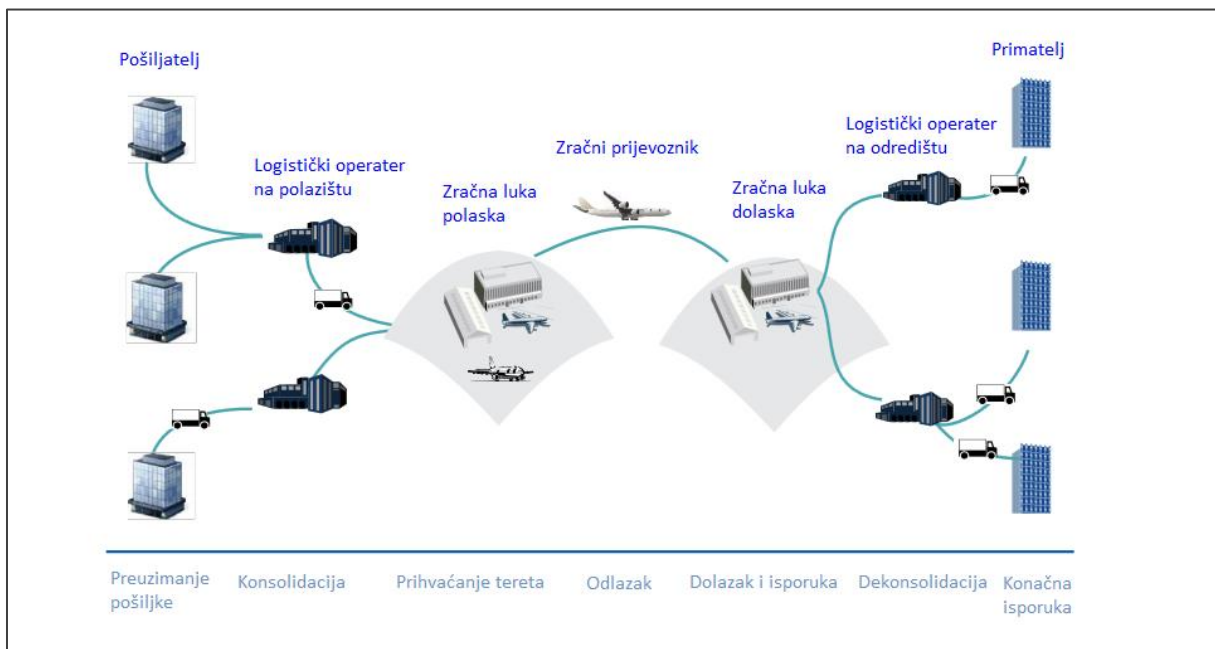 Pošiljatelj
Primatelj
Logistički operater
na odredištu
Zračni prijevoznik
Logistički operater
na polazištu
Zračna luka
polaska
Zračna luka
dolaska
Preuzimanje
pošiljke
Konsolidacija
Prihvaćanje tereta
Odlazak
Dolazak i isporuka
Dekonsolidacija
Konačna
isporuka